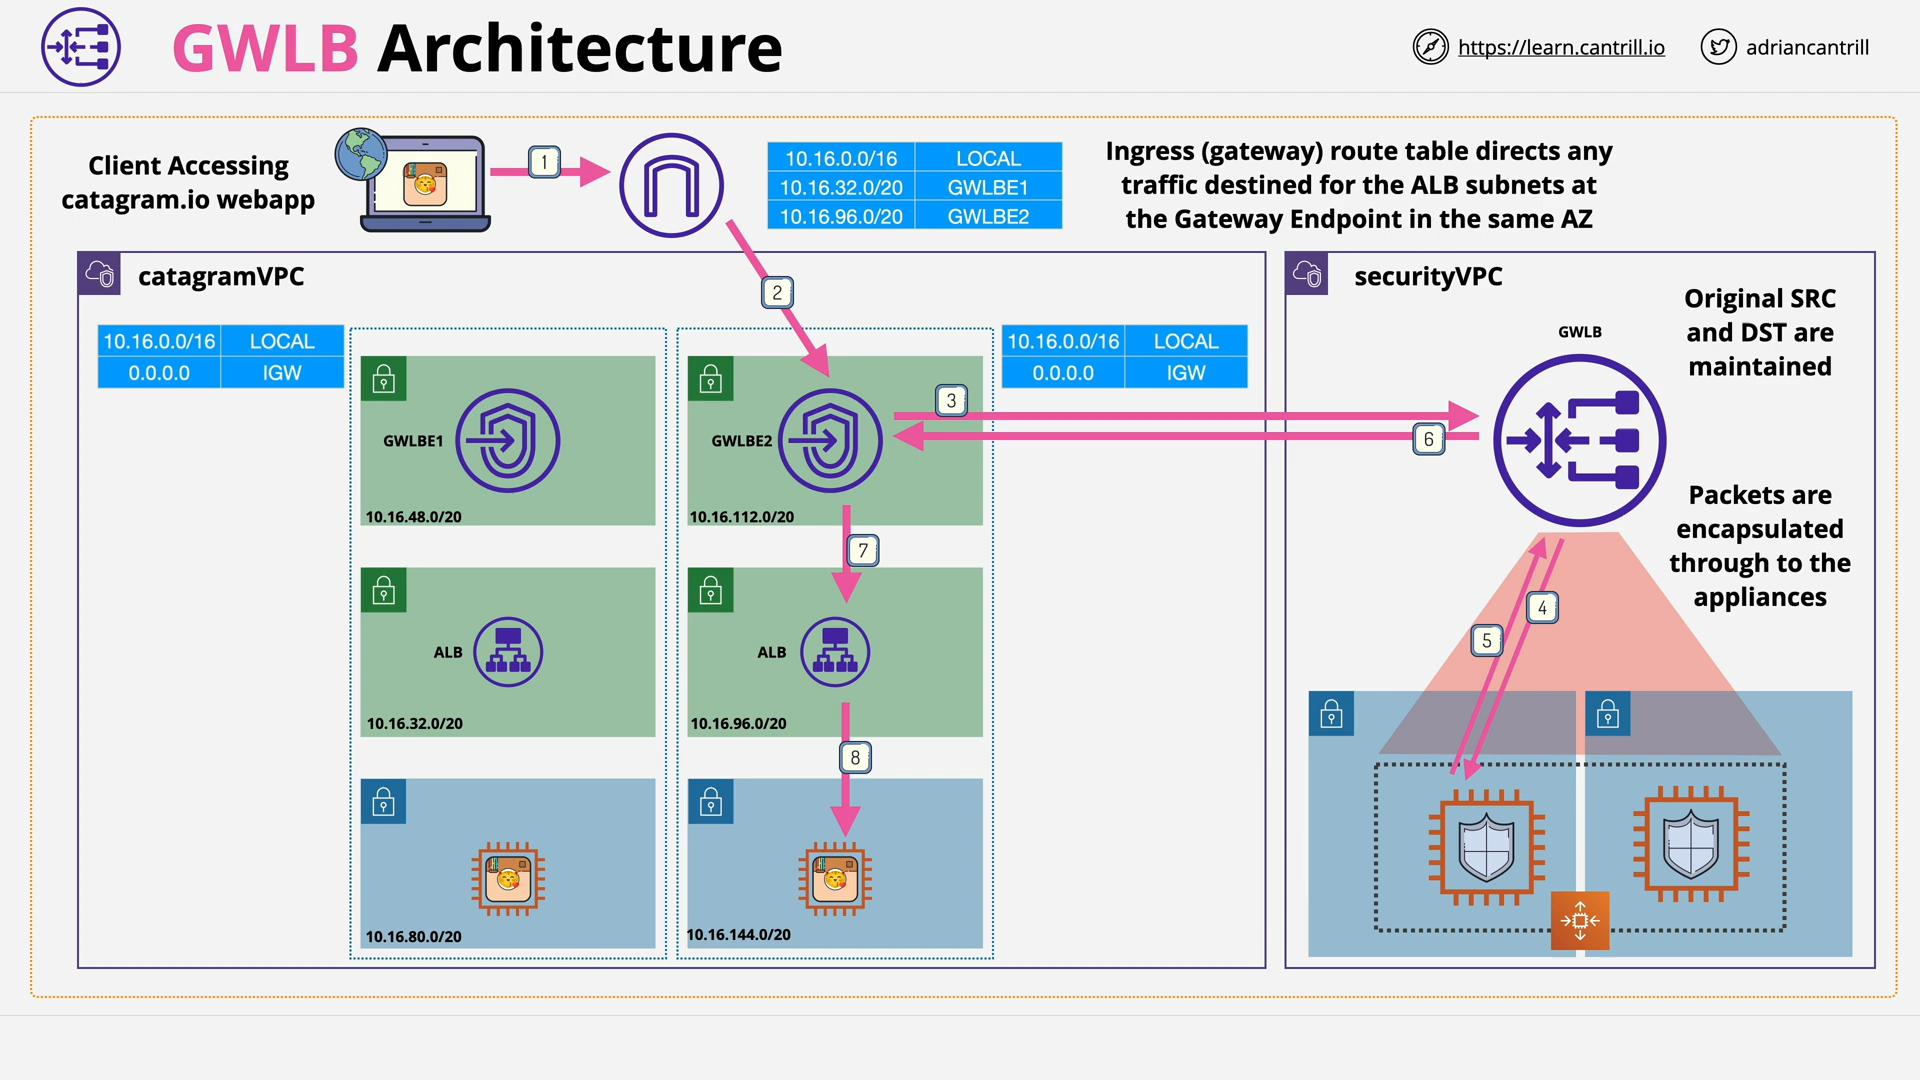 GWLB Architecture
https://learn.cantrill.io
adriancantrill
Client Accessing
catagram.io webapp
1
10.16.0.0/16 LOCAL
10.16.32.0/20 GWLBE1
10.16.96.0/20 GWLBE2
Ingress (gateway) route table directs any
traffic destined for the ALB subnets at
the Gateway Endpoint in the same AZ
2
catagramVPC
10.16.0.0/16 LOCAL
0.0.0.0 IGW
10.16.0.0/16 LOCAL
0.0.0.0 IGW
GWLBE1
10.16.48.0/20
GWLBE2
10.16.112.0/20
3
6
7
ALB
10.16.32.0/20
ALB
10.16.96.0/20
8
10.16.80.0/20
10.16.144.0/20
securityVPC
GWLB
Original SRC
and DST are
maintained
Packets are
encapsulated
through to the
appliances
4
5